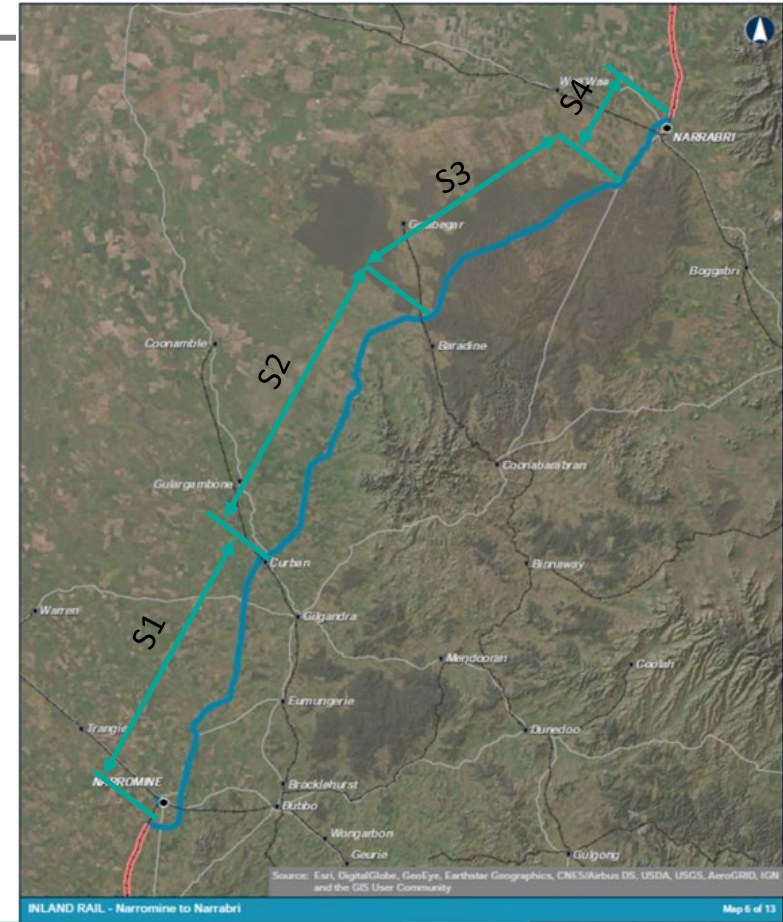 Wee Waa
S4
NARRABRI
S3
Gwabegar
Boggabri
Coonamble
Baradine
S2
Coonabarabran
Gulargambone
Curban
Binnaway
Warren
Gilgandra
S1
Mendooran
Coolah
Eumungerie
Trangie
Dunedoo
NARROMINE
Brocklehurst
Dubbo
Wongarbon
Geurie
Gulgong
Source: Esri, DigitalGlobe, GeoEye, Earthstar Geographics, CNES/Airbus DS, USDA, USGS, AeroGRID, IGN
and the GIS User Community
INLAND RAIL - Narromine to Narrabri
Map 6 of 13